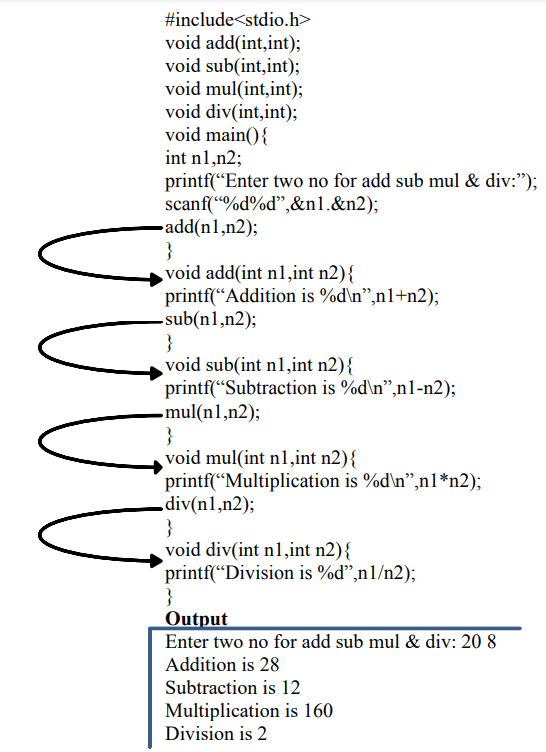 #include<stdio.h>
void add(int,int);
void sub(int,int);
void mul(int,int);
void div(int,int);
void main(){
int n1,n2;
printf(“Enter two no for add sub mul & div:”);
scanf(“%d%d”,&n1.&n2);
add(n1,n2);
}
void add(int n1,int n2){
printf(“Addition is %d\n”,n1+n2);
sub(n1,n2);
}
void sub(int n1,int n2){
printf(“Subtraction is %d\n”,n1-n2);
mul(n1,n2);
}
void mul(int n1,int n2){
printf(“Multiplication is %d\n”,n1*n2);
div(n1,n2);
}
void div(int n1,int n2){
printf(“Division is %d”,n1/n2);
}
Output
Enter two no for add sub mul & div: 20 8
Addition is 28
Subtraction is 12
Multiplication is 160
Division is 2